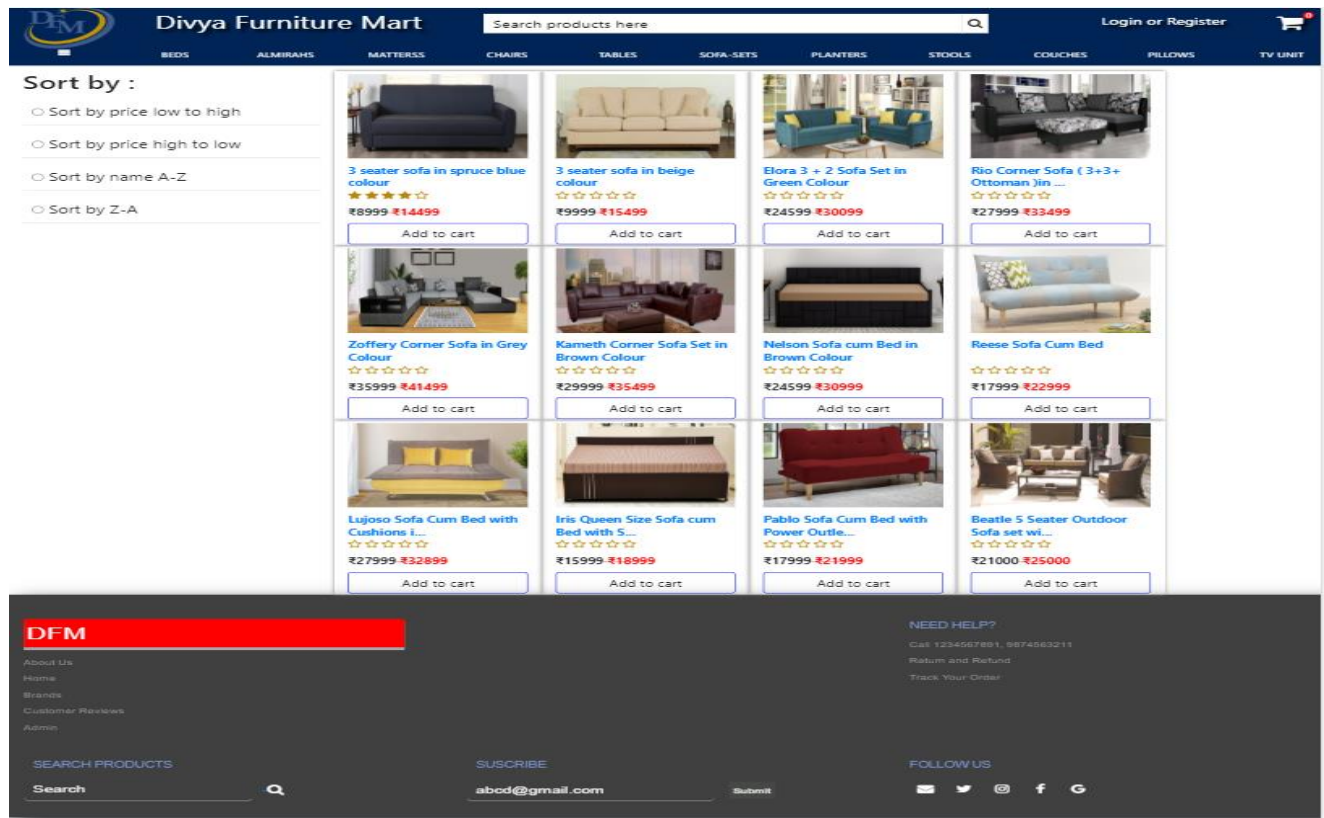 DFM
Divya Furniture Mart
Search products here
Login or Register
0
BEDS ALMIRAHS MATTERSS CHAIRS TABLES SOFA-SETS PLANTERS STOOLS COUCHES PILLOWS TV UNIT
Sort by :
Sort by price low to high
Sort by price high to low
Sort by name A-Z
Sort by Z-A
3 seater sofa in spruce blue
colour
₹8999 ₹14499
Add to cart
3 seater sofa in beige
colour
₹9999 ₹15499
Add to cart
Elora 3 + 2 Sofa Set in
Green Colour
₹24599 ₹30099
Add to cart
Rio Corner Sofa ( 3+3+
Ottoman )in ...
₹27999 ₹33499
Add to cart
Zoffery Corner Sofa in Grey
Colour
₹35999 ₹41499
Add to cart
Kameth Corner Sofa Set in
Brown Colour
₹29999 ₹35499
Add to cart
Nelson Sofa cum Bed in
Brown Colour
₹24599 ₹30999
Add to cart
Reese Sofa Cum Bed
₹17999 ₹22999
Add to cart
Lujoso Sofa Cum Bed with
Cushions i...
₹27999 ₹32899
Add to cart
Iris Queen Size Sofa cum
Bed with S...
₹15999 ₹18999
Add to cart
Pablo Sofa Cum Bed with
Power Outle...
₹17999 ₹21999
Add to cart
Beatle 5 Seater Outdoor
Sofa set wi...
₹21000 ₹25000
Add to cart
DFM
About Us
Home
Brands
Customer Reviews
Admin
NEED HELP?
Call 1234567891, 9874563211
Return and Refund
Track Your Order
SEARCH PRODUCTS
Search
SUSCRIBE
abcd@gmail.com
Submit
FOLLOW US